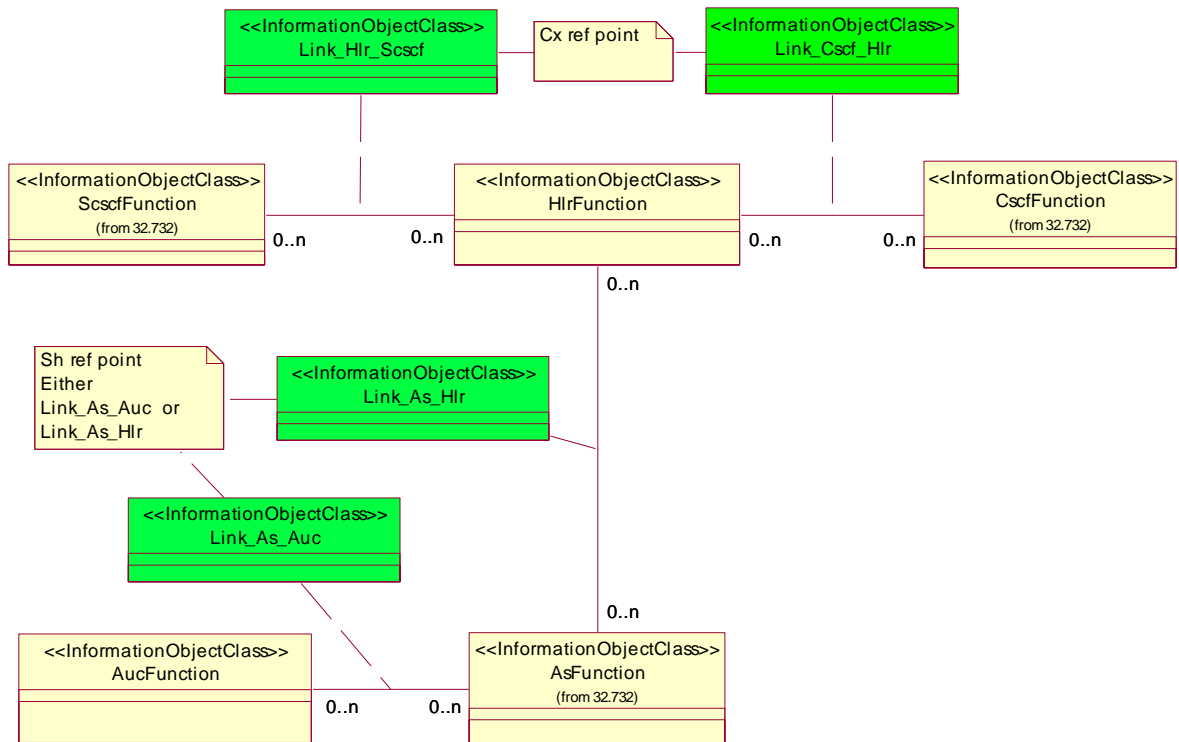 <<InformationObjectClass>>
Link_Hlr_Scscf
Cx ref point
<<InformationObjectClass>>
Link_Cscf_Hlr
<<InformationObjectClass>>
ScscfFunction
(from 32.732)
0..n
0..n
<<InformationObjectClass>>
HlrFunction
0..n
0..n
<<InformationObjectClass>>
CscfFunction
(from 32.732)
0..n
Sh ref point
Either
Link_As_Auc or
Link_As_Hlr
<<InformationObjectClass>>
Link_As_Hlr
<<InformationObjectClass>>
Link_As_Auc
0..n
<<InformationObjectClass>>
AucFunction
0..n
0..n
<<InformationObjectClass>>
AsFunction
(from 32.732)